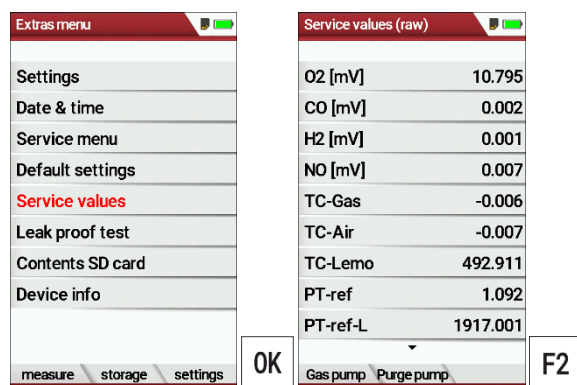 Extras menu
Settings
Date & time
Service menu
Default settings
Service values
Leak proof test
Contents SD card
Device info
measure storage settings
OK
Service values (raw)
O2 [mV] 10.795
CO [mV] 0.002
H2 [mV] 0.001
NO [mV] 0.007
TC-Gas -0.006
TC-Air -0.007
TC-Lemo 492.911
PT-ref 1.092
PT-ref-L 1917.001
Gas pump Purge pump
F2